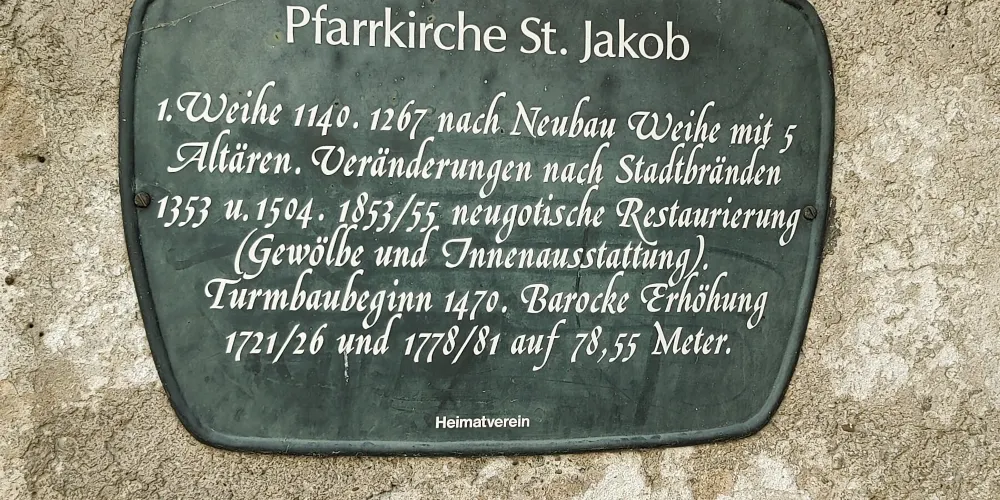 Pfarrkirche St. Jakob
1. Weihe 1140. 1267 nach Neubau Weihe mit 5
Altären. Veränderungen nach Stadtbränden
1353 u. 1504. 1853/55 neugotische Restaurierung
(Gewölbe und Innenausstattung).
Turmbaubeginn 1470. Barocke Erhöhung
1721/26 und 1778/81 auf 78,55 Meter.
Heimatverein